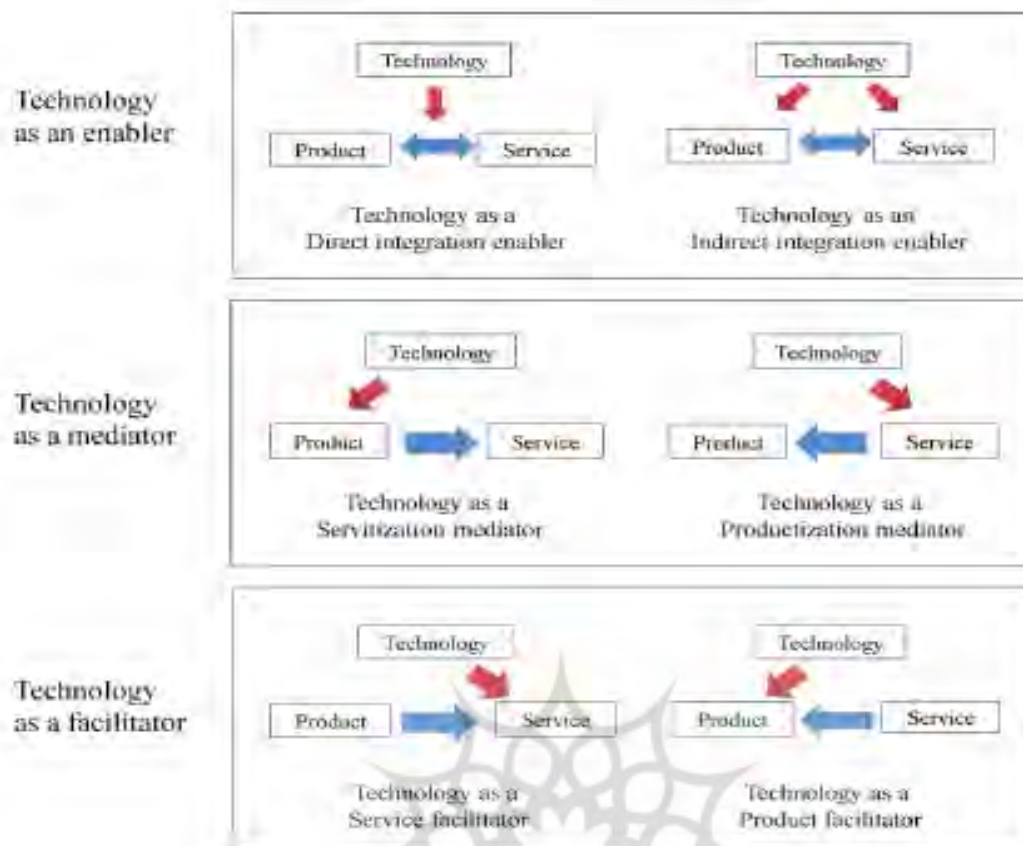 Technology
as an enabler
Technology
Product
Service
Technology as a
Direct integration enabler
Technology
Product
Service
Technology as an
Indirect integration enabler
Technology
as a mediator
Technology
Product
Service
Technology as a
Servitization mediator
Technology
Product
Service
Technology as a
Productization mediator
Technology
as a facilitator
Technology
Product
Service
Technology as a
Service facilitator
Technology
Product
Service
Technology as a
Product facilitator